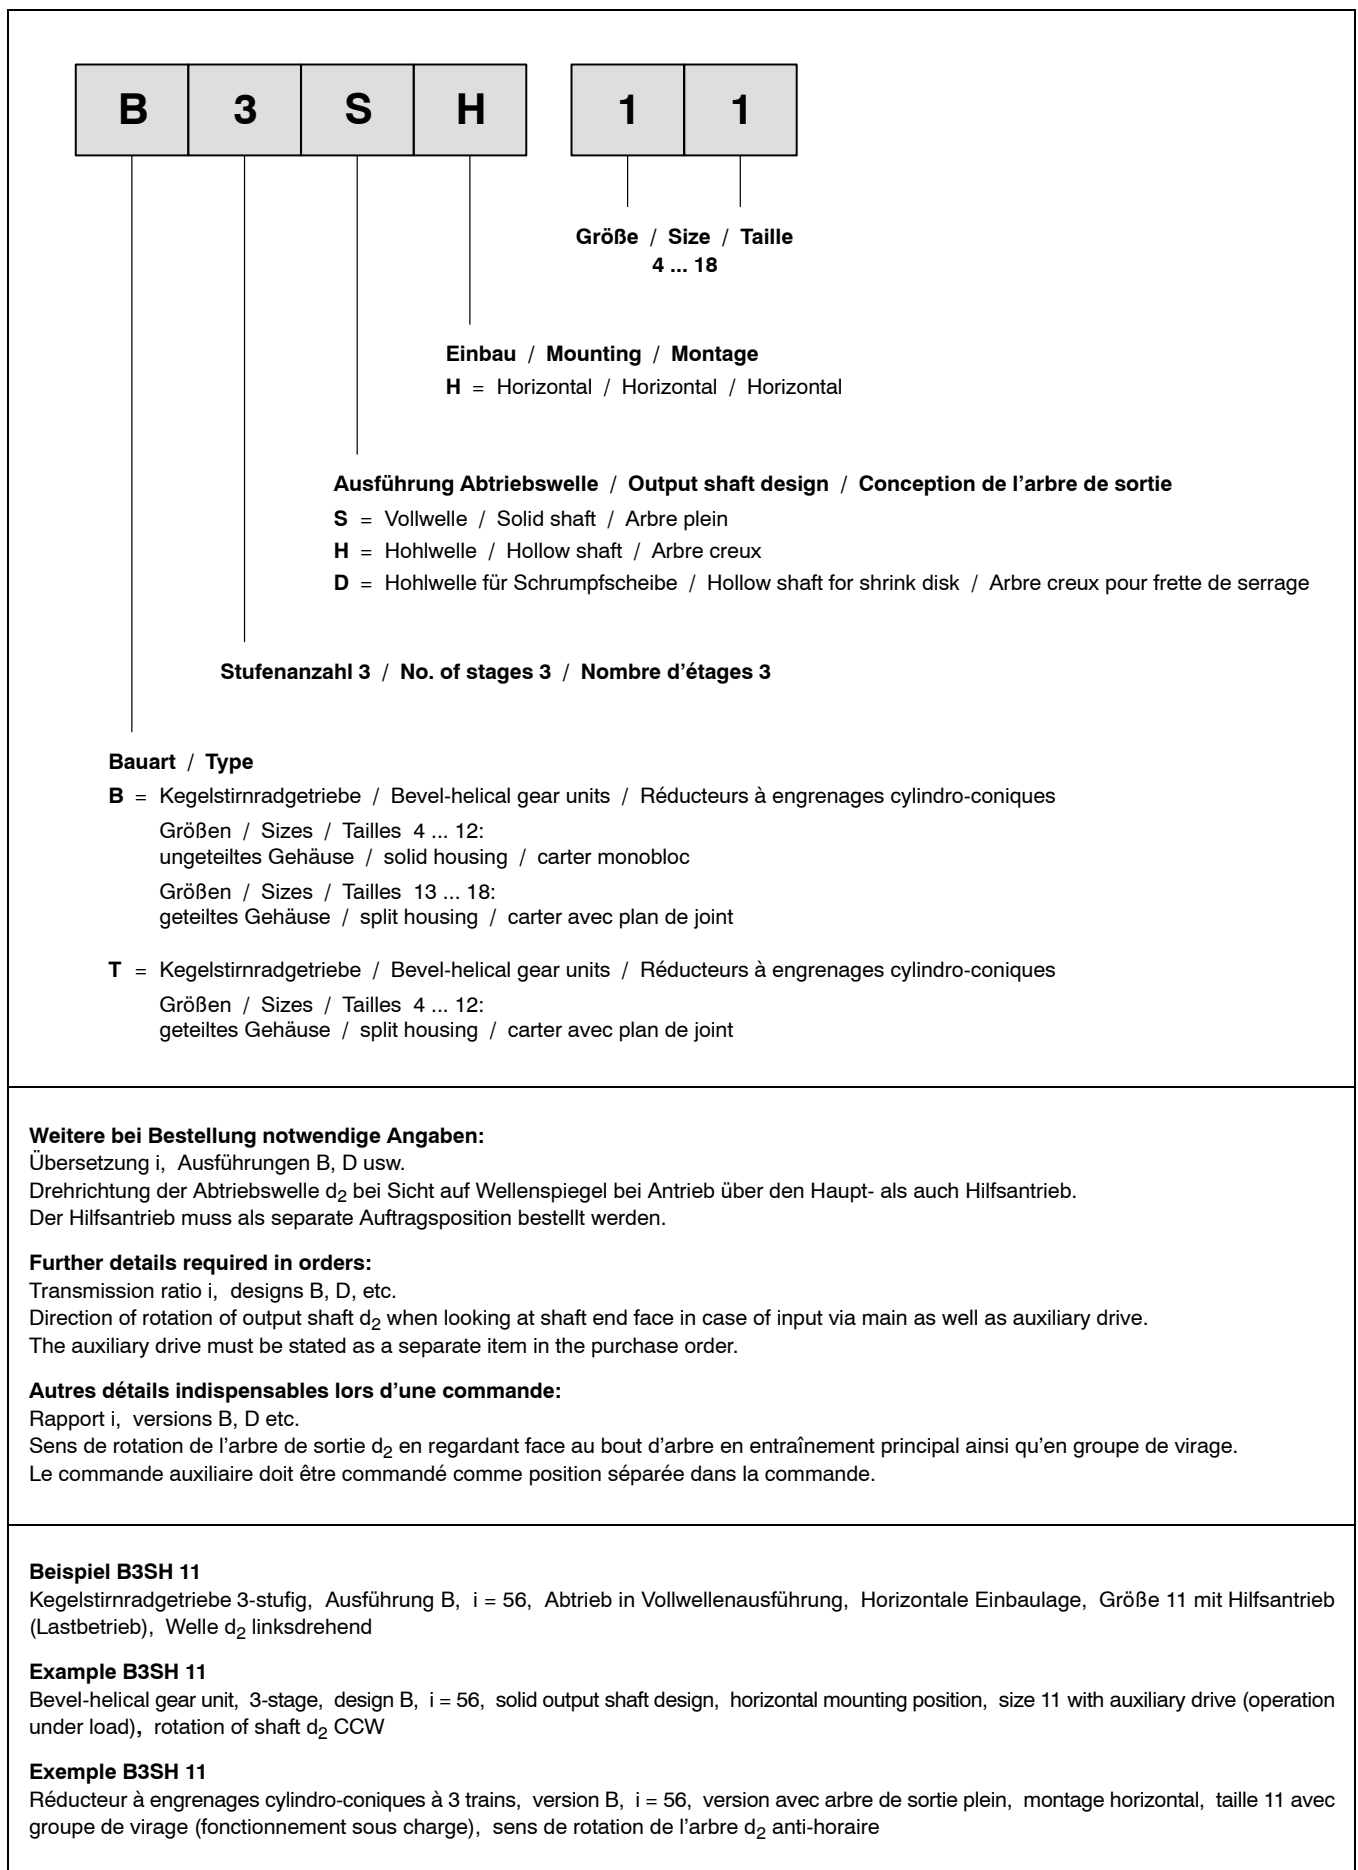 B 3 S H 1 1
Größe / Size / Taille
4 ... 18
Einbau / Mounting / Montage
H = Horizontal / Horizontal / Horizontal
Ausführung Abtriebswelle / Output shaft design / Conception de l’arbre de sortie
S = Vollwelle / Solid shaft / Arbre plein
H = Hohlwelle / Hollow shaft / Arbre creux
D = Hohlwelle für Schrumpfscheibe / Hollow shaft for shrink disk / Arbre creux pour frette de serrage
Stufenanzahl 3 / No. of stages 3 / Nombre d’étages 3
Bauart / Type
B = Kegelstirnradgetriebe / Bevel-helical gear units / Réducteurs à engrenages cylindro-coniques
Größen / Sizes / Tailles 4 ... 12:
ungeteiltes Gehäuse / solid housing / carter monobloc
Größen / Sizes / Tailles 13 ... 18:
geteiltes Gehäuse / split housing / carter avec plan de joint
T = Kegelstirnradgetriebe / Bevel-helical gear units / Réducteurs à engrenages cylindro-coniques
Größen / Sizes / Tailles 4 ... 12:
geteiltes Gehäuse / split housing / carter avec plan de joint
Weitere bei Bestellung notwendige Angaben:
Übersetzung i, Ausführungen B, D usw.
Drehrichtung der Abtriebswelle d2 bei Sicht auf Wellenspiegel bei Antrieb über den Haupt- als auch Hilfsantrieb.
Der Hilfsantrieb muss als separate Auftragsposition bestellt werden.
Further details required in orders:
Transmission ratio i, designs B, D, etc.
Direction of rotation of output shaft d2 when looking at shaft end face in case of input via main as well as auxiliary drive.
The auxiliary drive must be stated as a separate item in the purchase order.
Autres détails indispensables lors d’une commande:
Rapport i, versions B, D etc.
Sens de rotation de l’arbre de sortie d2 en regardant face au bout d’arbre en entraînement principal ainsi qu’en groupe de virage.
Le commande auxiliaire doit être commandé comme position séparée dans la commande.
Beispiel B3SH 11
Kegelstirnradgetriebe 3-stufig, Ausführung B, i = 56, Abtrieb in Vollwellenausführung, Horizontale Einbaulage, Größe 11 mit Hilfsantrieb
(Lastbetrieb), Welle d2 linksdrehend
Example B3SH 11
Bevel-helical gear unit, 3-stage, design B, i = 56, solid output shaft design, horizontal mounting position, size 11 with auxiliary drive (operation
under load), rotation of shaft d2 CCW
Exemple B3SH 11
Réducteur à engrenages cylindro-coniques à 3 trains, version B, i = 56, version avec arbre de sortie plein, montage horizontal, taille 11 avec
groupe de virage (fonctionnement sous charge), sens de rotation de l’arbre d2 anti-horaire